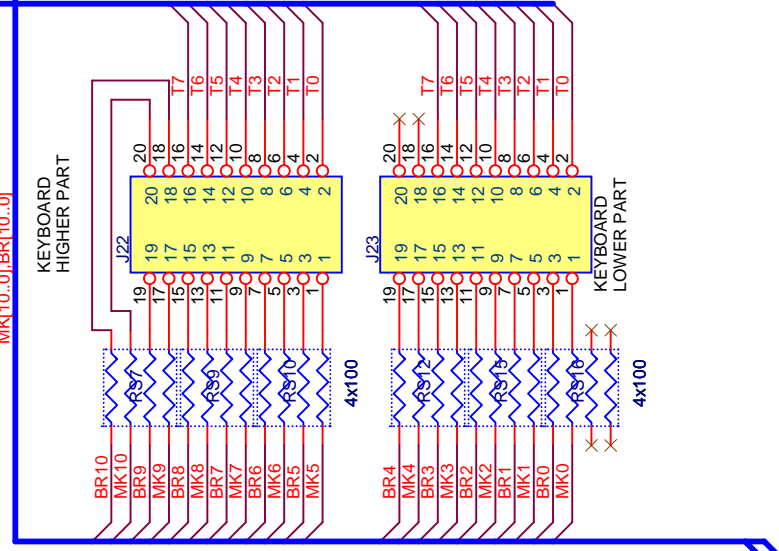 MK[10..0],BR[10..0]
KEYBOARD
HIGHER PART
T7
T6
T5
T4
T3
T2
T1
T0
20
18
16
14
12
10
8
6
4
2
J22
20
18
16
14
12
10
8
6
4
2
19
17
15
13
11
9
7
5
3
1
19
17
15
13
11
9
7
5
3
1
RS7
RS9
RS10
4x100
BR10
MK10
BR9
MK9
BR8
MK8
BR7
MK7
BR6
MK6
BR5
MK5
T7
T6
T5
T4
T3
T2
T1
T0
20
18
16
14
12
10
8
6
4
2
J23
20
18
16
14
12
10
8
6
4
2
19
17
15
13
11
9
7
5
3
1
19
17
15
13
11
9
7
5
3
1
KEYBOARD
LOWER PART
RS12
RS15
RS16
4x100
BR4
MK4
BR3
MK3
BR2
MK2
BR1
MK1
BR0
MK0